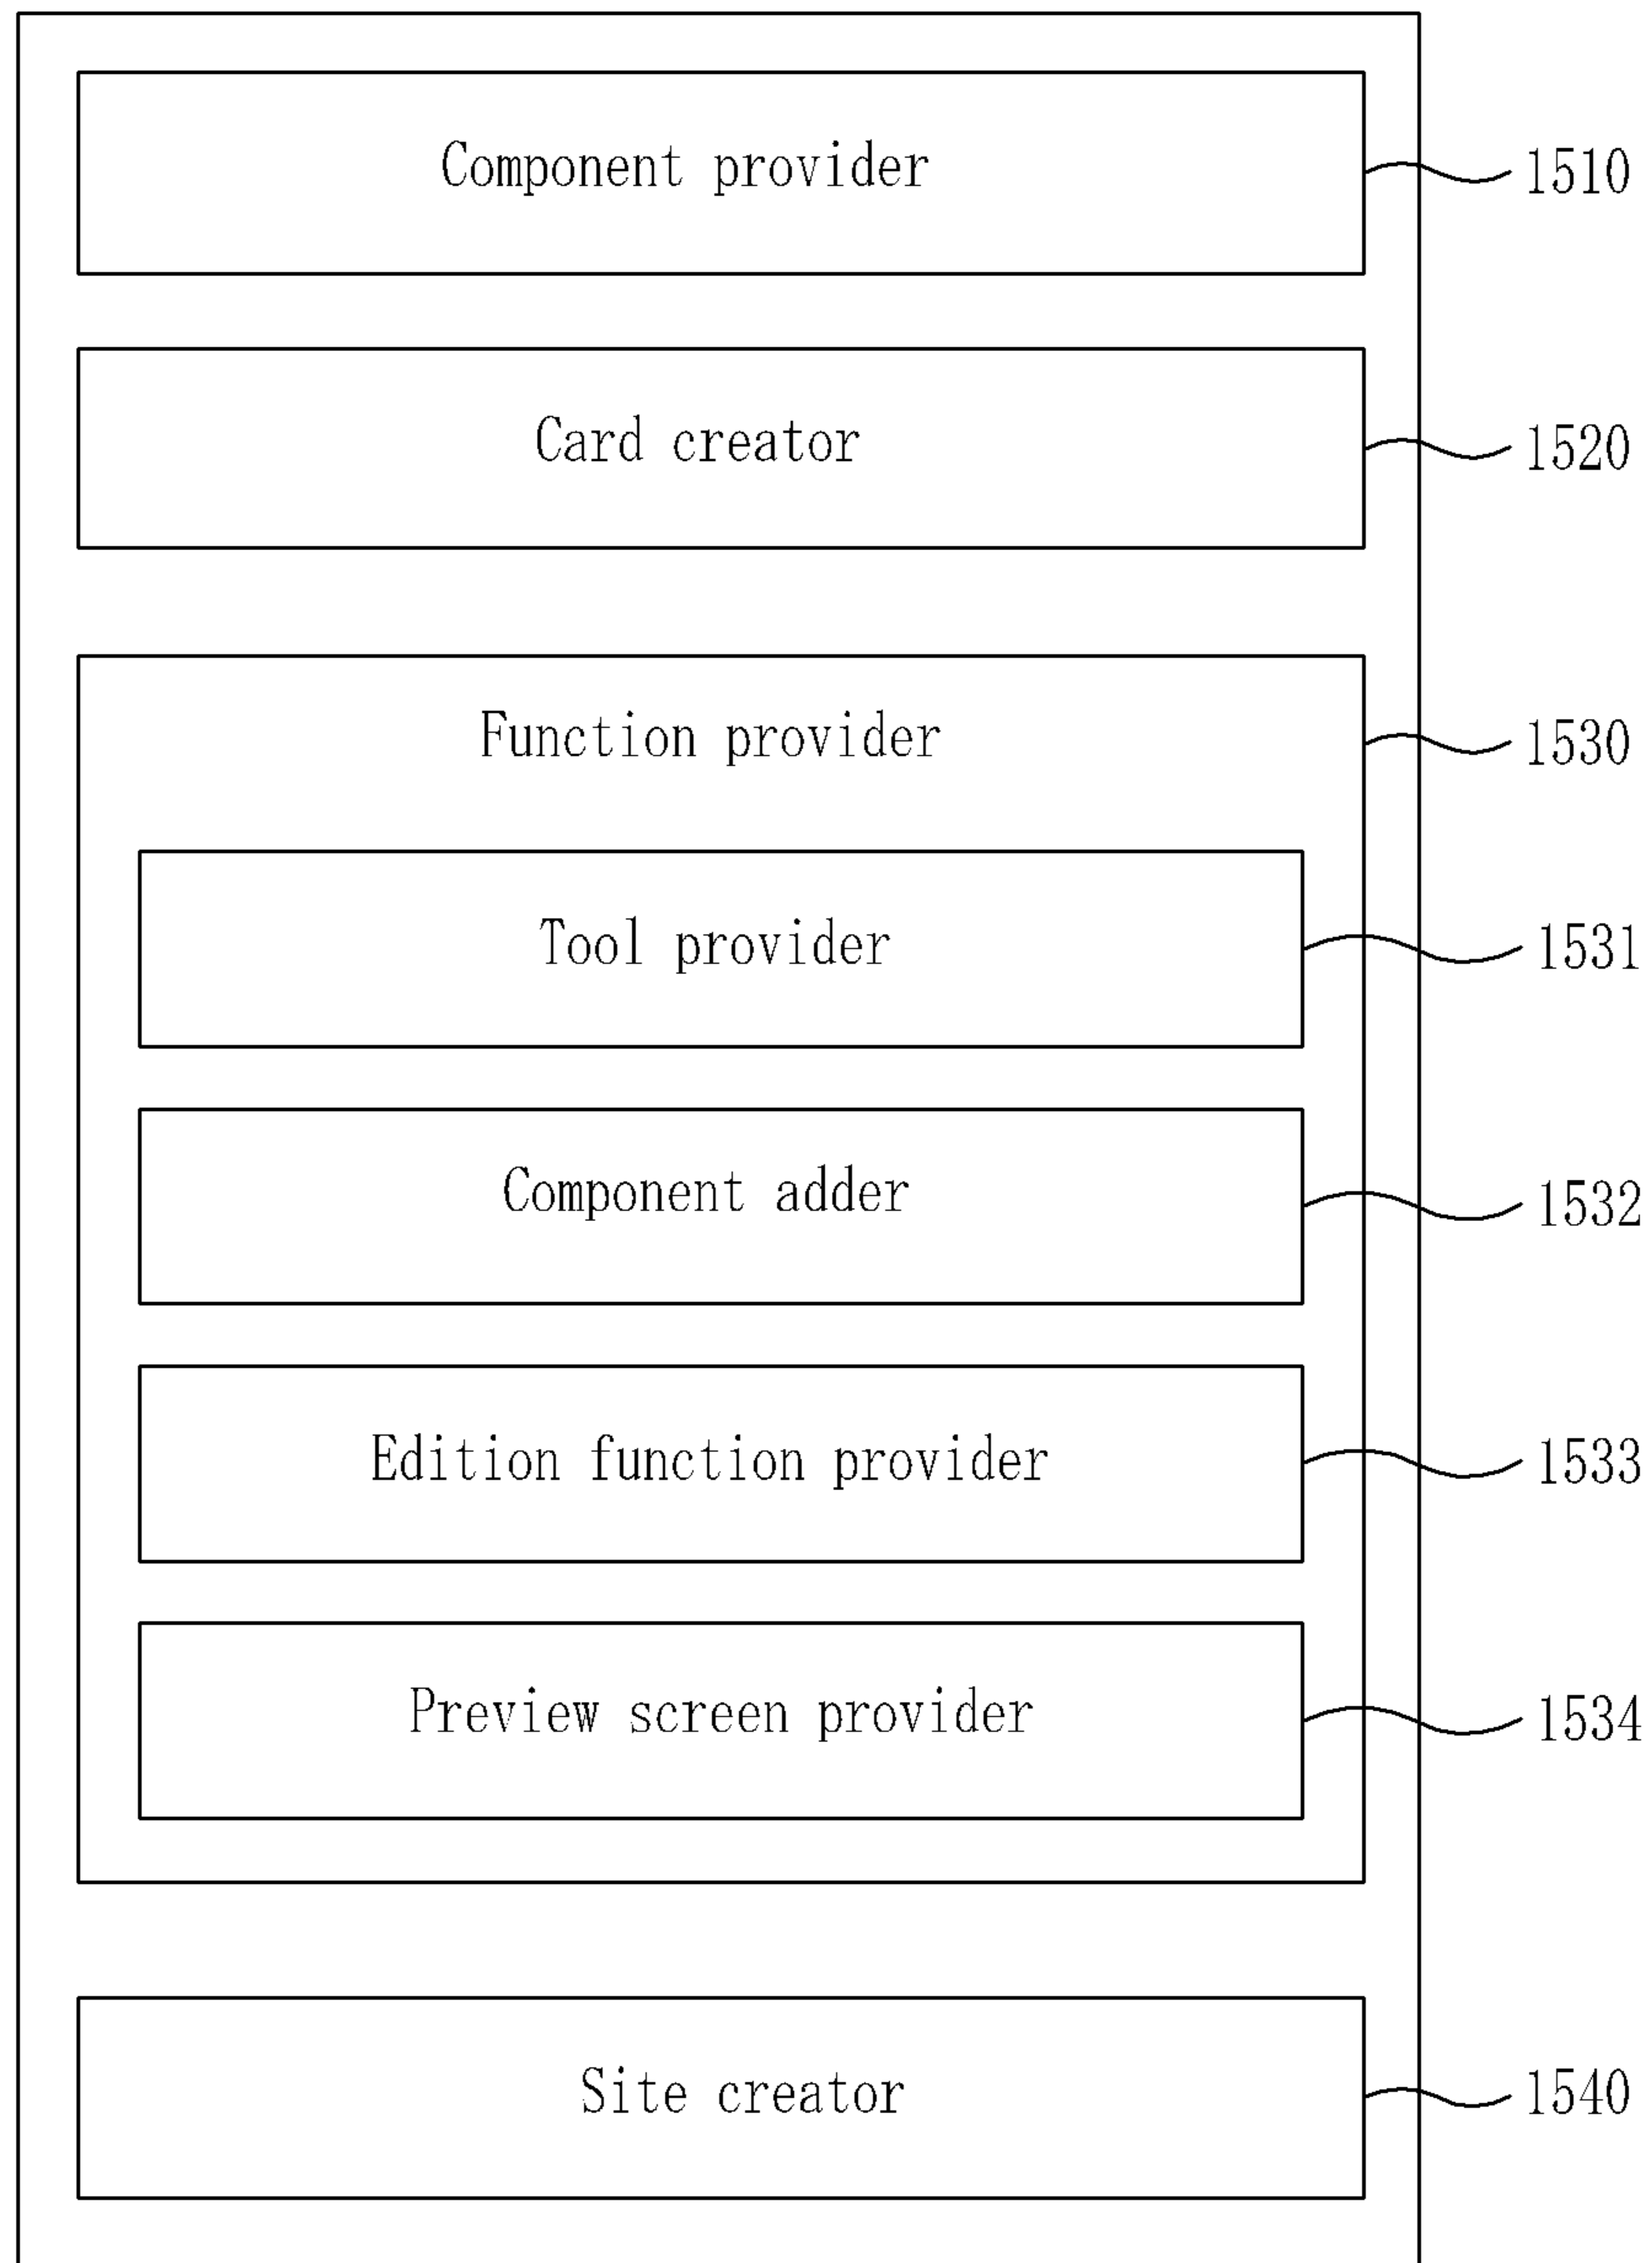 Component provider 1510
Card creator 1520
Function provider 1530
Tool provider 1531
Component adder 1532
Edition function provider 1533
Preview screen provider 1534
Site creator 1540